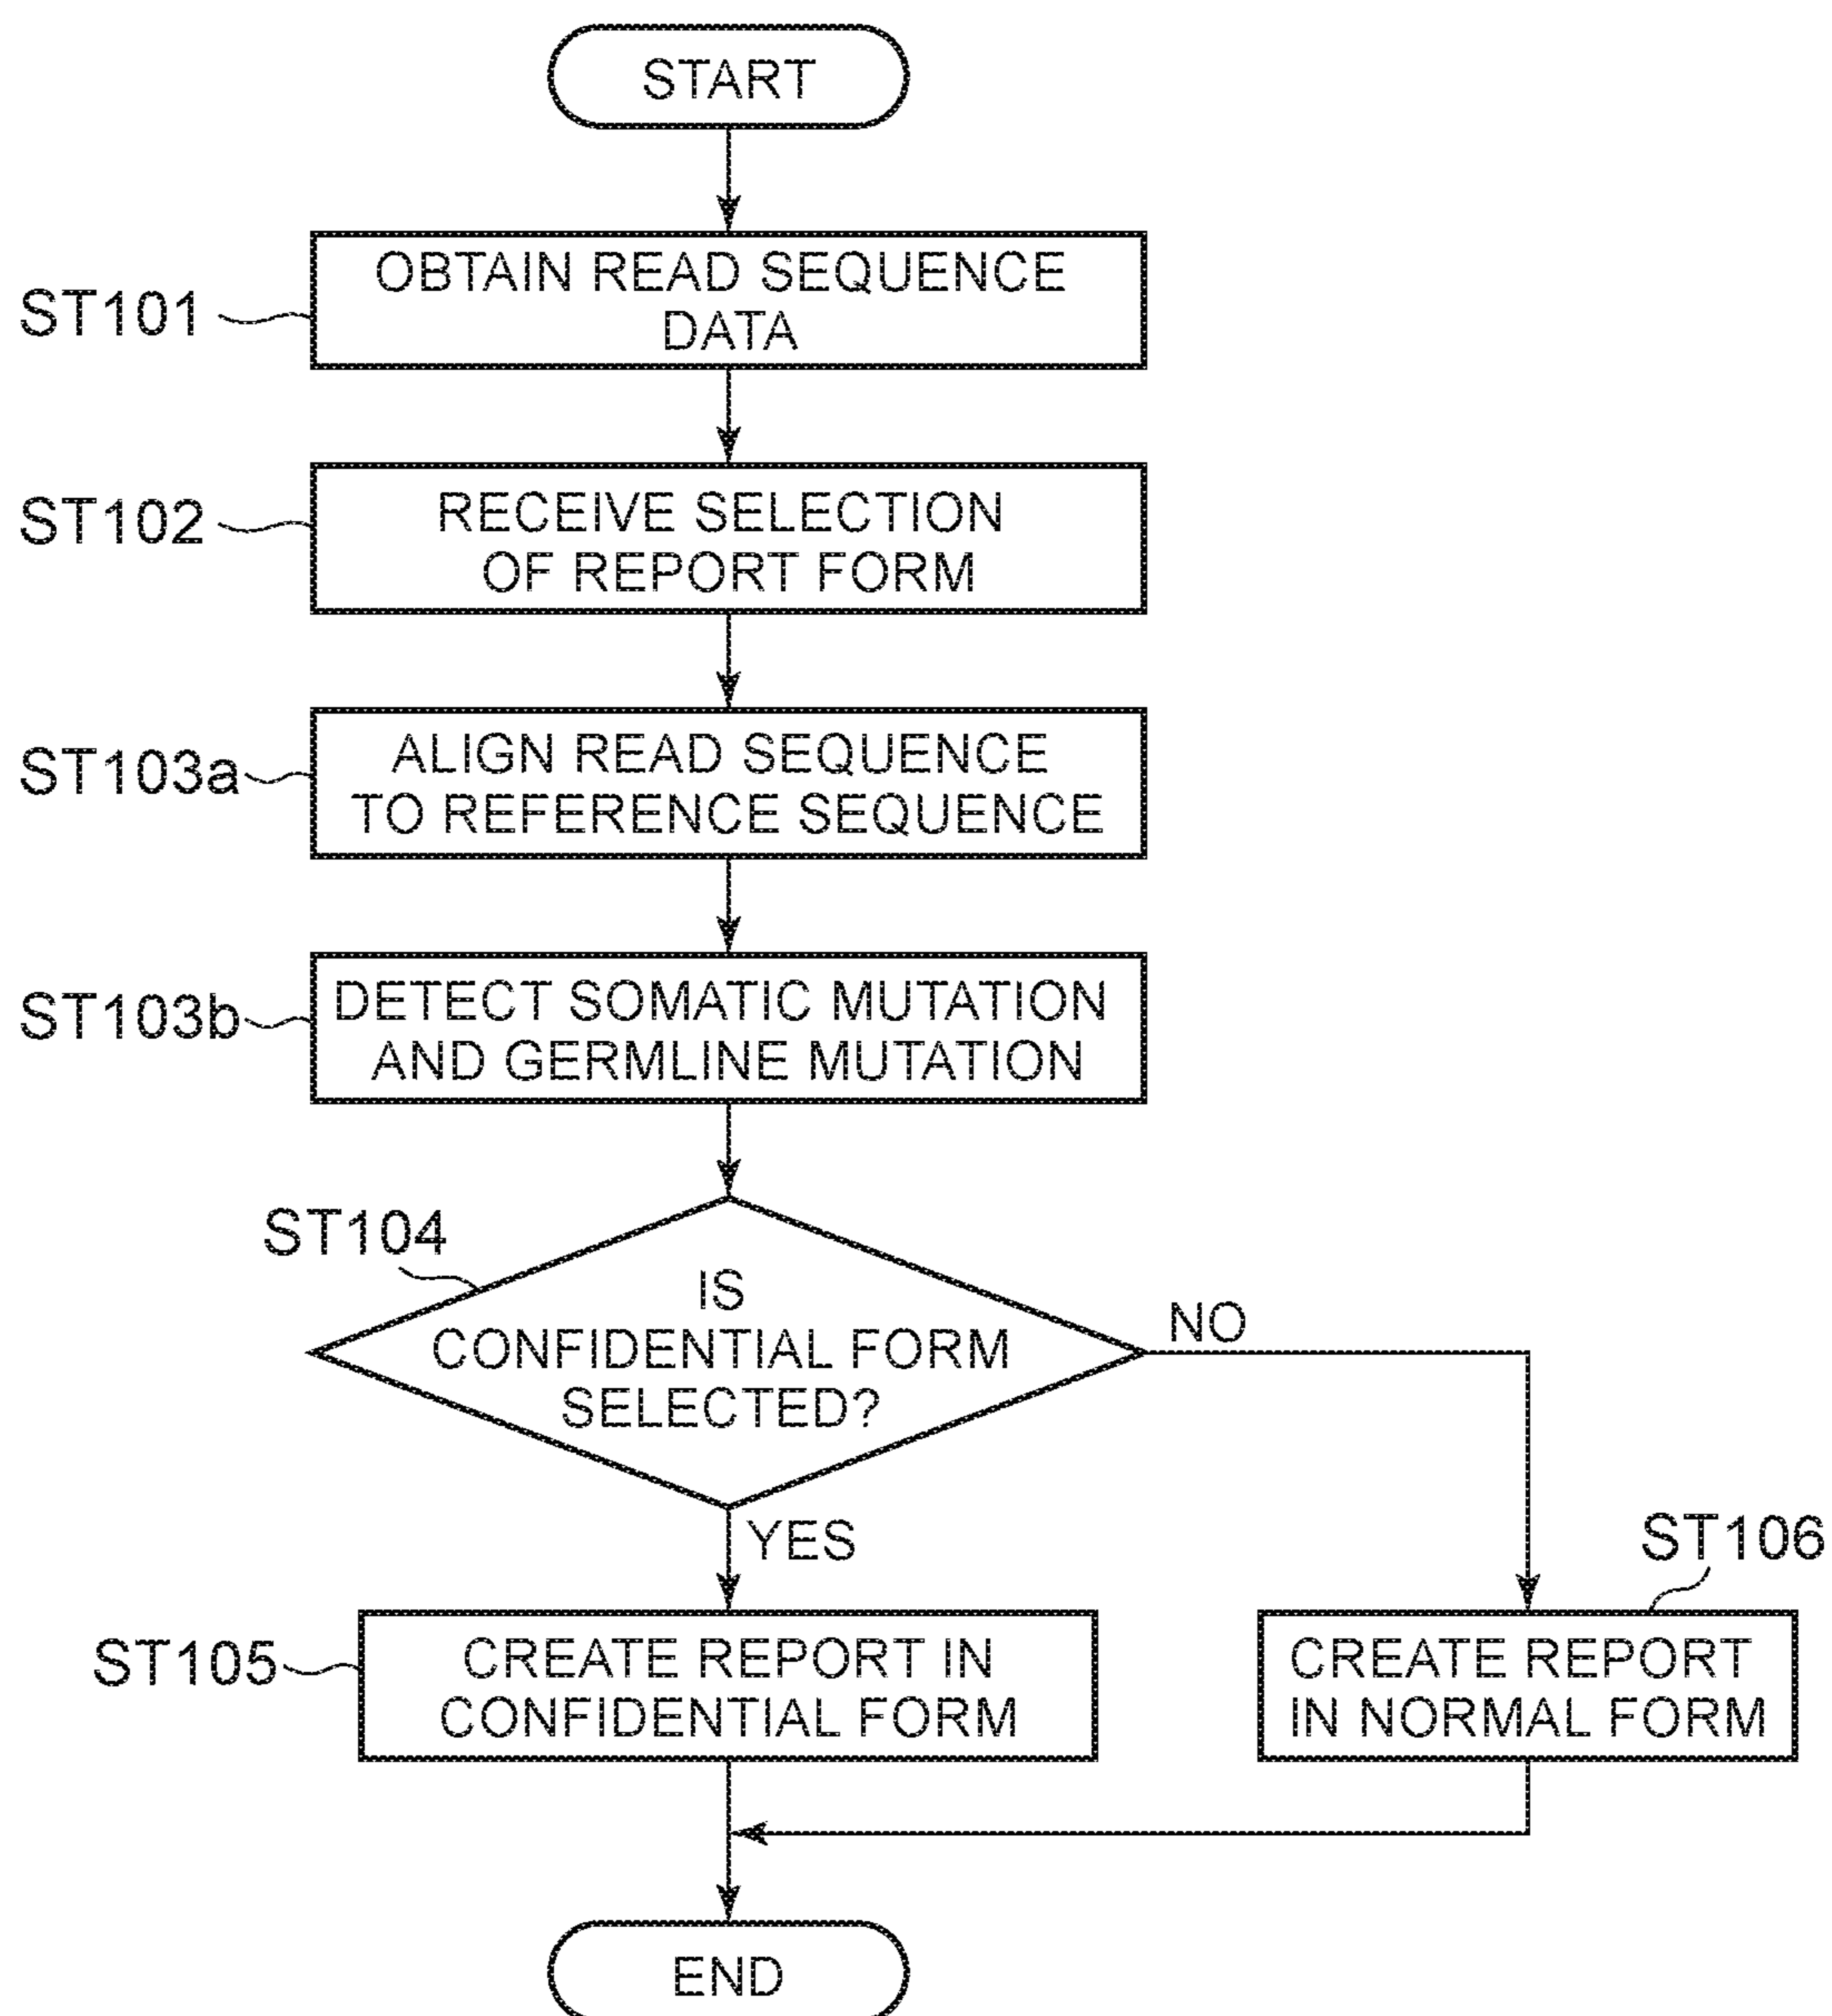 START
ST101
OBTAIN READ SEQUENCE
DATA
ST102
RECEIVE SELECTION
OF REPORT FORM
ST103a
ALIGN READ SEQUENCE
TO REFERENCE SEQUENCE
ST103b
DETECT SOMATIC MUTATION
AND GERMLINE MUTATION
ST104
IS
CONFIDENTIAL FORM
SELECTED?
NO
YES
ST105
CREATE REPORT IN
CONFIDENTIAL FORM
ST106
CREATE REPORT
IN NORMAL FORM
END